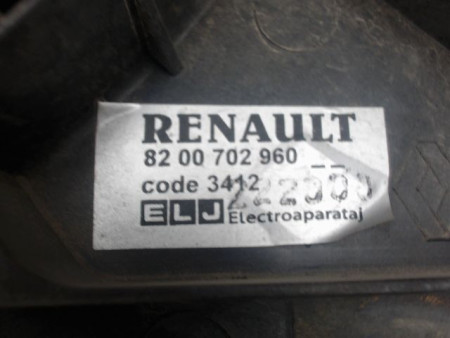 RENAULT
82 00 702 960
code 3412
ELJ Electroaparataj